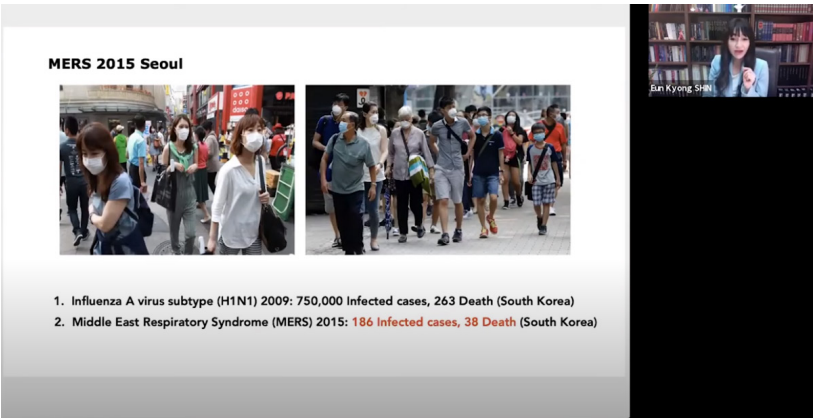 MERS 2015 Seoul
Eun Kyong SHIN
1. Influenza A virus subtype (H1N1) 2009: 750,000 Infected cases, 263 Death (South Korea)
2. Middle East Respiratory Syndrome (MERS) 2015: 186 Infected cases, 38 Death (South Korea)